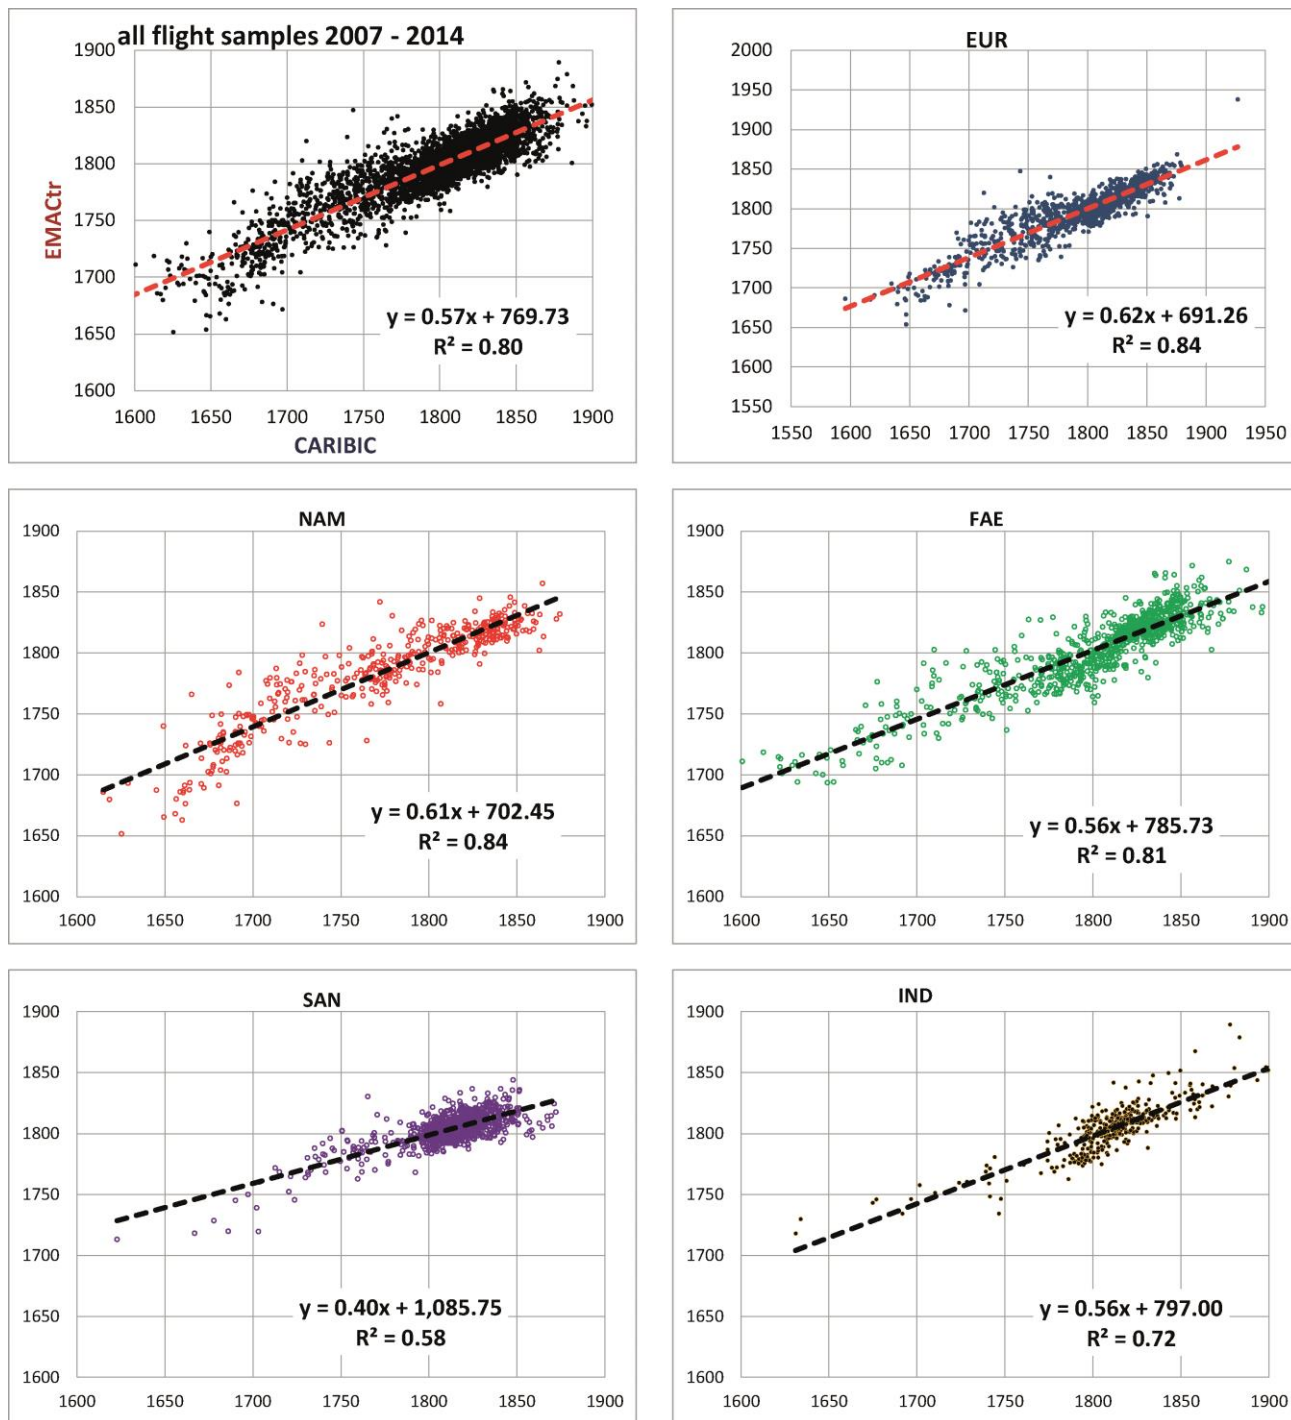 all flight samples 2007 - 2014
1900
1850
1800
1750
1700
1650
1600
EMACtr
y = 0.57x + 769.73
R² = 0.80
1600 1650 1700 1750 1800 1850 1900
CARIBIC
EUR
2000
1950
1900
1850
1800
1750
1700
1650
1600
1550
y = 0.62x + 691.26
R² = 0.84
1550 1600 1650 1700 1750 1800 1850 1900 1950
NAM
1900
1850
1800
1750
1700
1650
1600
y = 0.61x + 702.45
R² = 0.84
1600 1650 1700 1750 1800 1850 1900
FAE
1900
1850
1800
1750
1700
1650
1600
y = 0.56x + 785.73
R² = 0.81
1600 1650 1700 1750 1800 1850 1900
SAN
1900
1850
1800
1750
1700
1650
1600
y = 0.40x + 1,085.75
R² = 0.58
1600 1650 1700 1750 1800 1850 1900
IND
1900
1850
1800
1750
1700
1650
1600
y = 0.56x + 797.00
R² = 0.72
1600 1650 1700 1750 1800 1850 1900